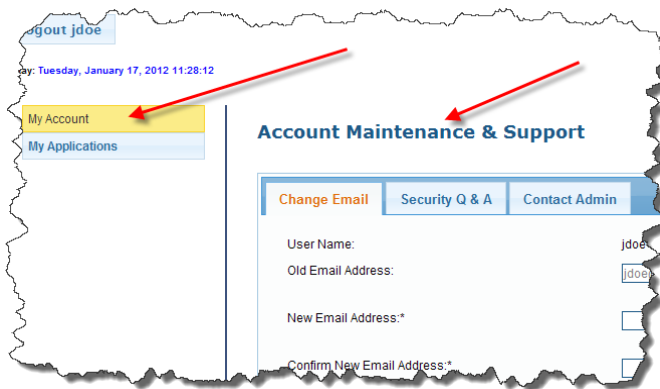 ogout jdoe
ay: Tuesday, January 17, 2012 11:28:12
My Account
My Applications
Account Maintenance & Support
Change Email Security Q & A Contact Admin
User Name: jdoe
Old Email Address: jdoe
New Email Address:*
Confirm New Email Address:*